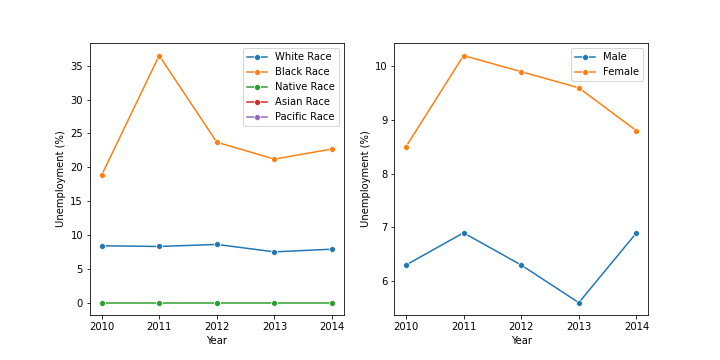 Unemployment (%)
35
30
25
20
15
10
5
0
2010 2011 2012 2013 2014
Year
White Race
Black Race
Native Race
Asian Race
Pacific Race
Unemployment (%)
10
9
8
7
6
2010 2011 2012 2013 2014
Year
Male
Female